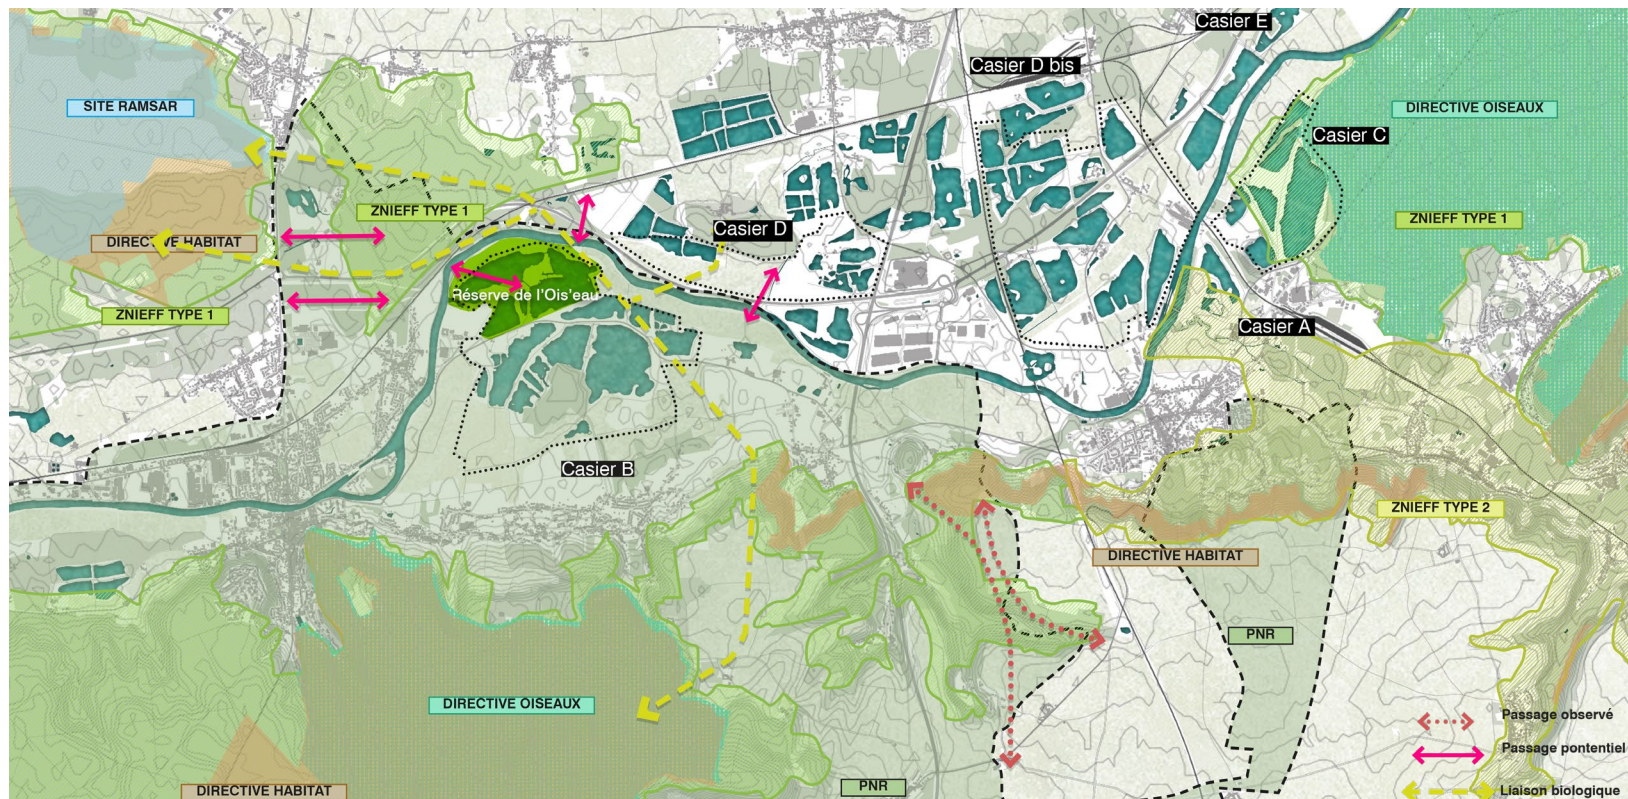 Casier E
Casier D bis
SITE RAMSAR
DIRECTIVE OISEAUX
Casier C
ZNIEFF TYPE 1
ZNIEFF TYPE 1
Casier D
DIRECTIVE HABITAT
Réserve de l'Ois'eau
ZNIEFF TYPE 1
Casier A
Casier B
ZNIEFF TYPE 2
DIRECTIVE HABITAT
PNR
DIRECTIVE OISEAUX
Passage observé
Passage pontentiel
PNR
DIRECTIVE HABITAT
Liaison biologique